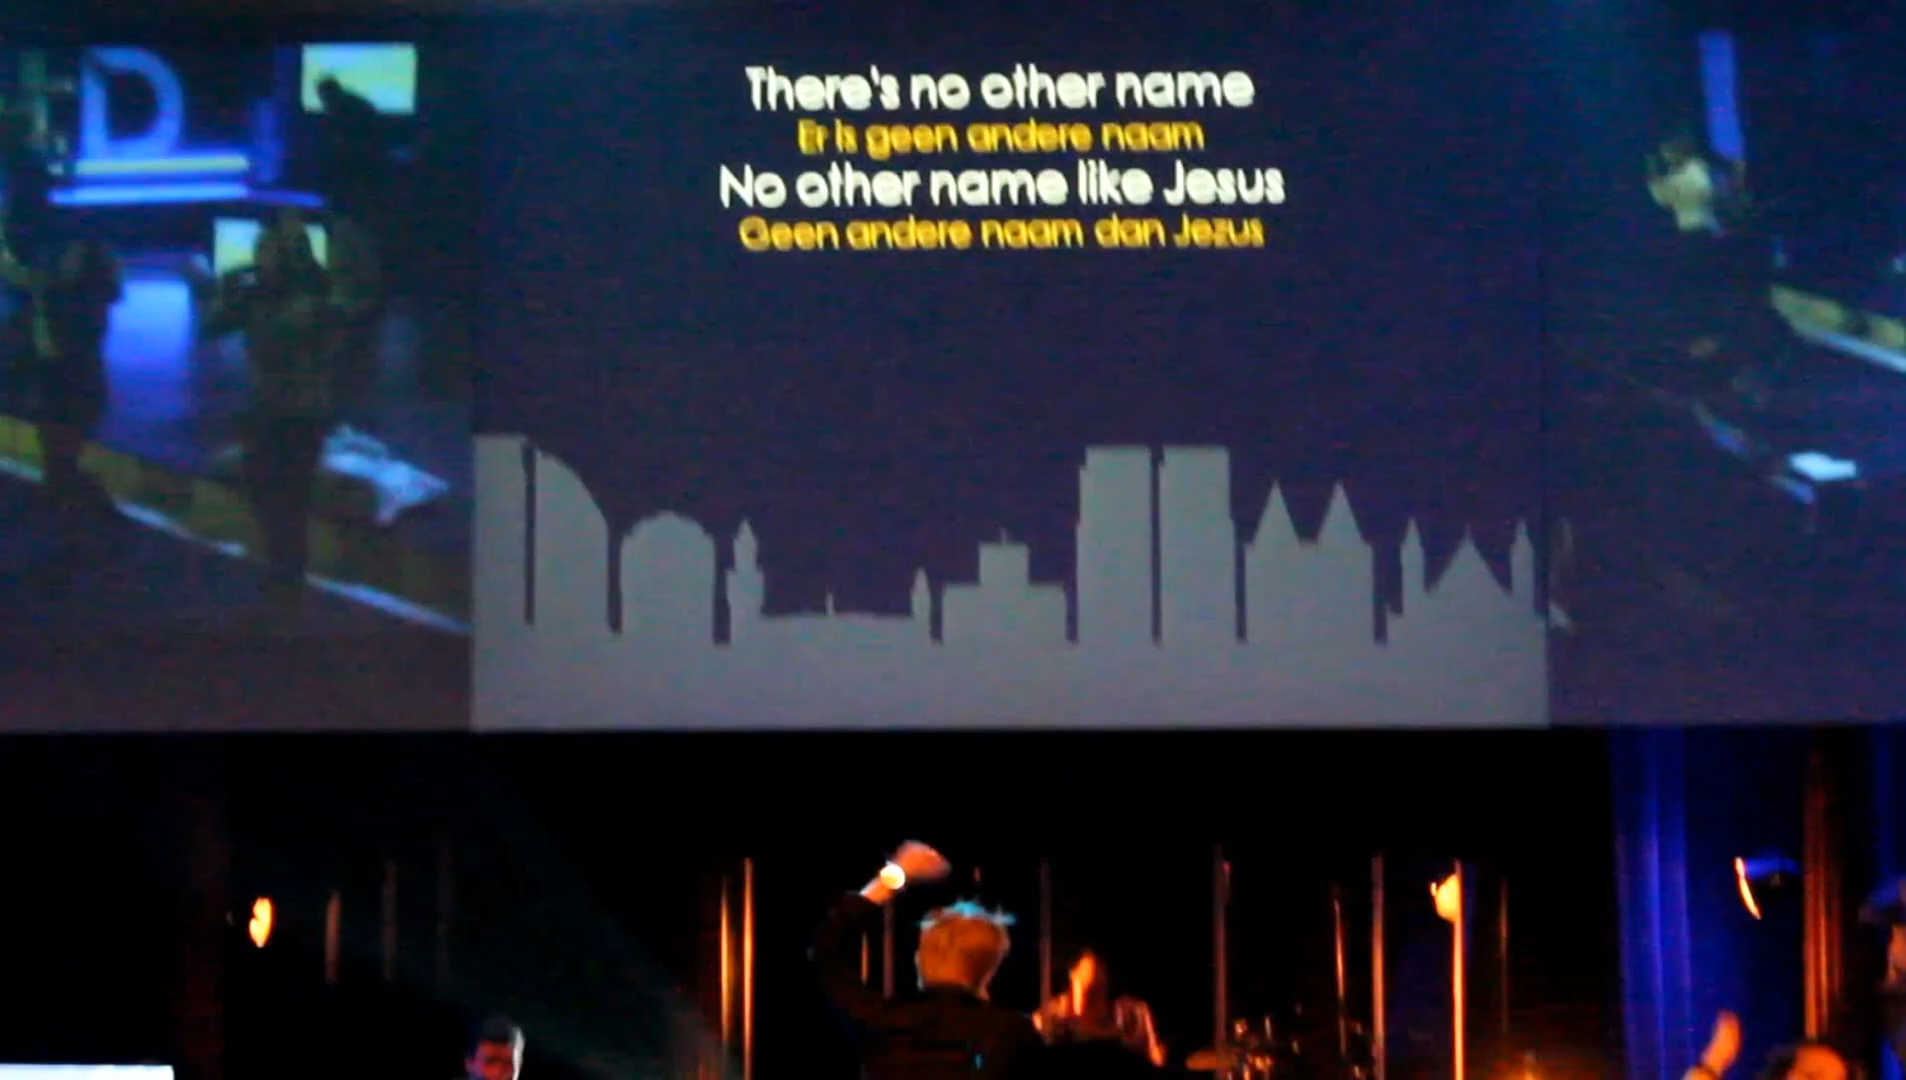 There's no other name
Er is geen andere naam
No other name like Jesus
Geen andere naam dan Jezus